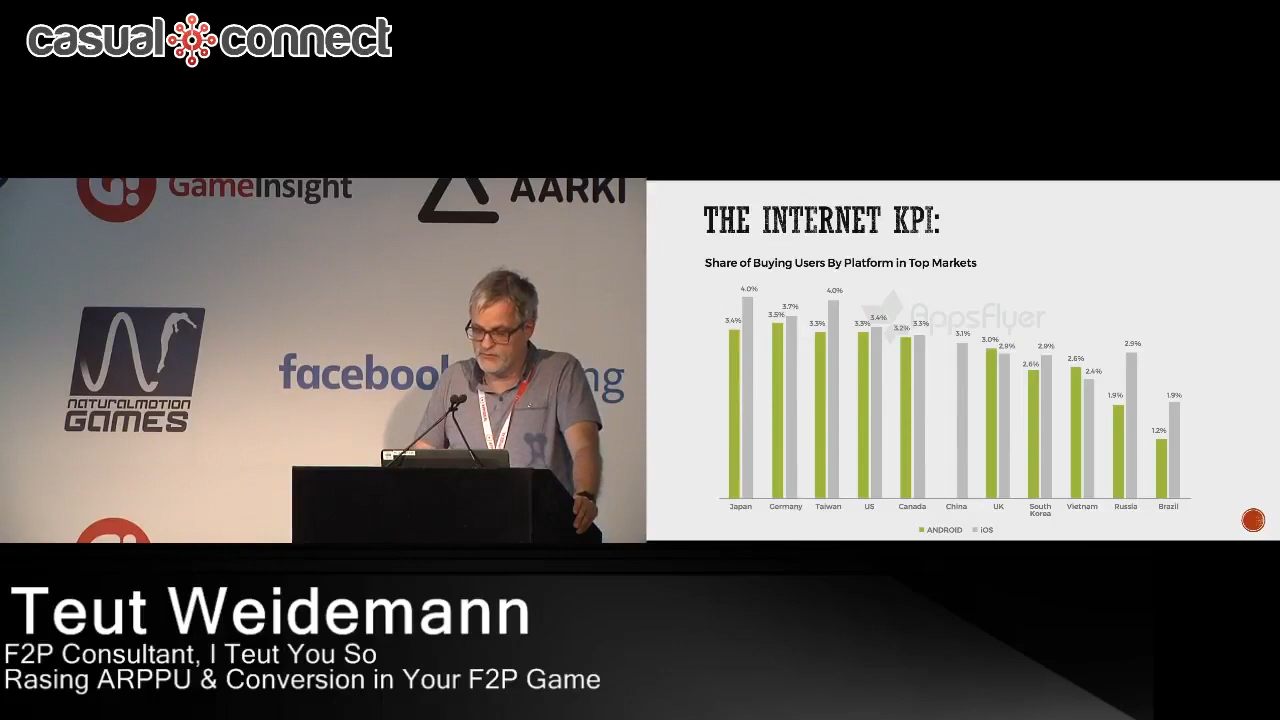 casual connect
GameInsight
AARKI
NATURALMOTION
GAMES
facebook
ng
THE INTERNET KPI:
Share of Buying Users By Platform in Top Markets
AppsFlyer
3.4% 4.0% 3.5% 3.7% 3.3% 4.0% 3.3% 3.4% 3.2% 3.3% 3.1% 3.0% 2.9% 2.6% 2.9% 2.6% 2.4% 1.9% 2.9% 1.2% 1.9%
Japan Germany Taiwan US Canada China UK South Korea Vietnam Russia Brazil
ANDROID iOS
Teut Weidemann
F2P Consultant, I Teut You So
Rasing ARPPU & Conversion in Your F2P Game